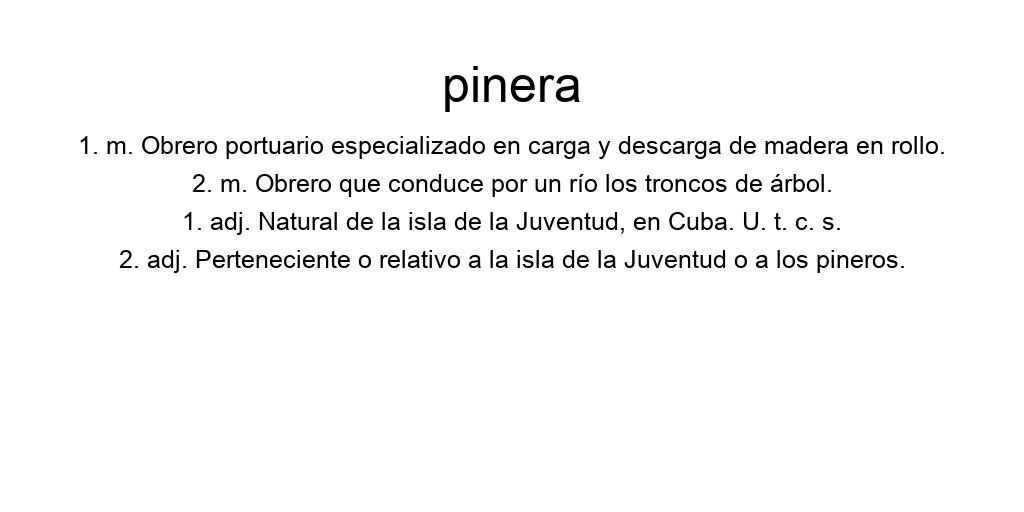 pinera
1. m. Obrero portuario especializado en carga y descarga de madera en rollo.
2. m. Obrero que conduce por un río los troncos de árbol.
1. adj. Natural de la isla de la Juventud, en Cuba. U. t. c. s.
2. adj. Perteneciente o relativo a la isla de la Juventud o a los pineros.